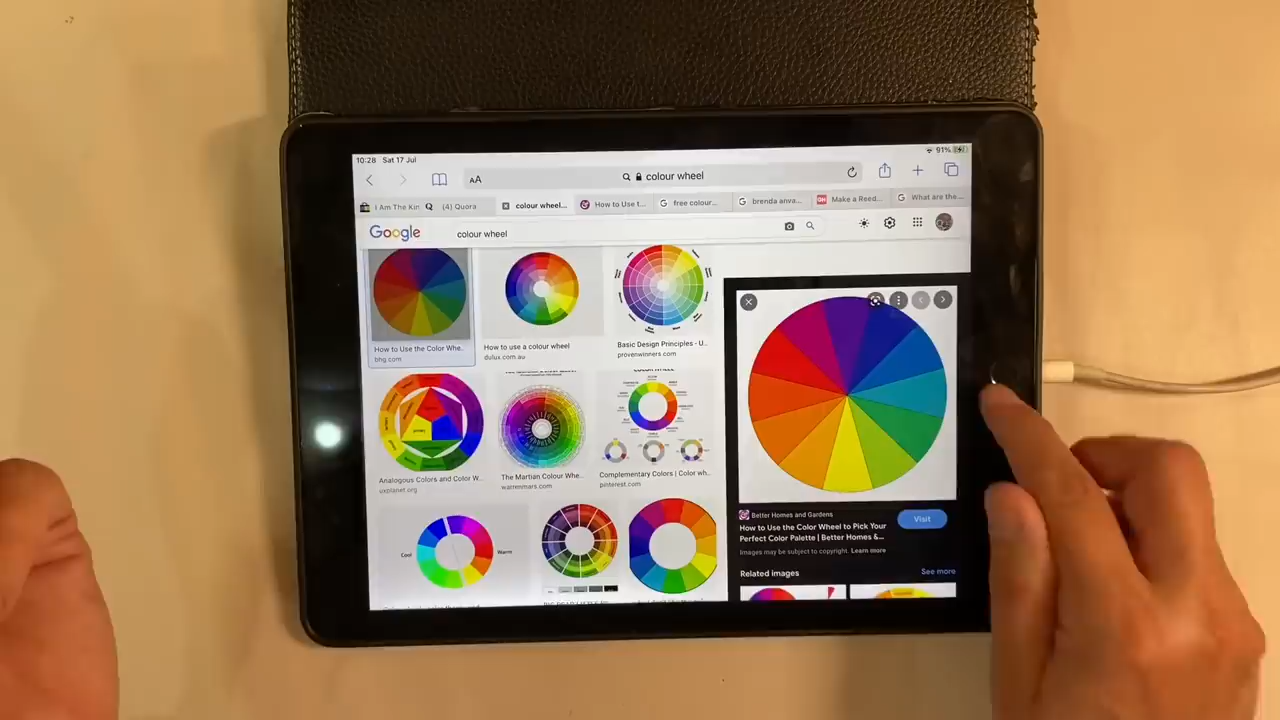 10:28 Sat 17 Jul
91%
AA
colour wheel
I Am The Kin
(4) Quora
colour wheel...
How to Use t...
free colour...
brenda anva...
Make a Reed...
What are the...
Google
colour wheel
How to Use the Color Whe...
bhg.com
How to use a colour wheel
dulux.com.au
Basic Design Principles - U...
provenwinners.com
Analogous Colors and Color W...
uxplanet.org
The Martian Colour Whe...
warrenmars.com
Complementary Colors | Color wh...
pinterest.com
Cool
Warm
Better Homes and Gardens
How to Use the Color Wheel to Pick Your
Perfect Color Palette | Better Homes &...
Images may be subject to copyright. Learn more
Visit
Related images
See more